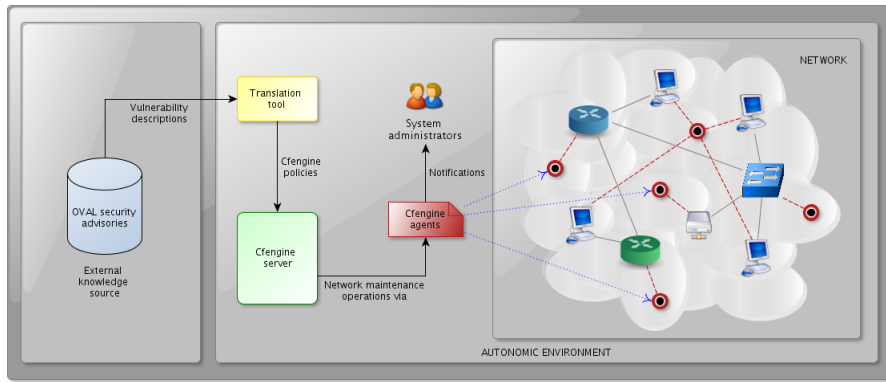 NETWORK
Translation
tool
Vulnerability
descriptions
System
administrators
Cfengine
policies
Notifications
OVAL security
advisories
Cfengine
agents
Cfengine
server
External
knowledge
source
Network maintenance
operations via
AUTONOMIC ENVIRONMENT